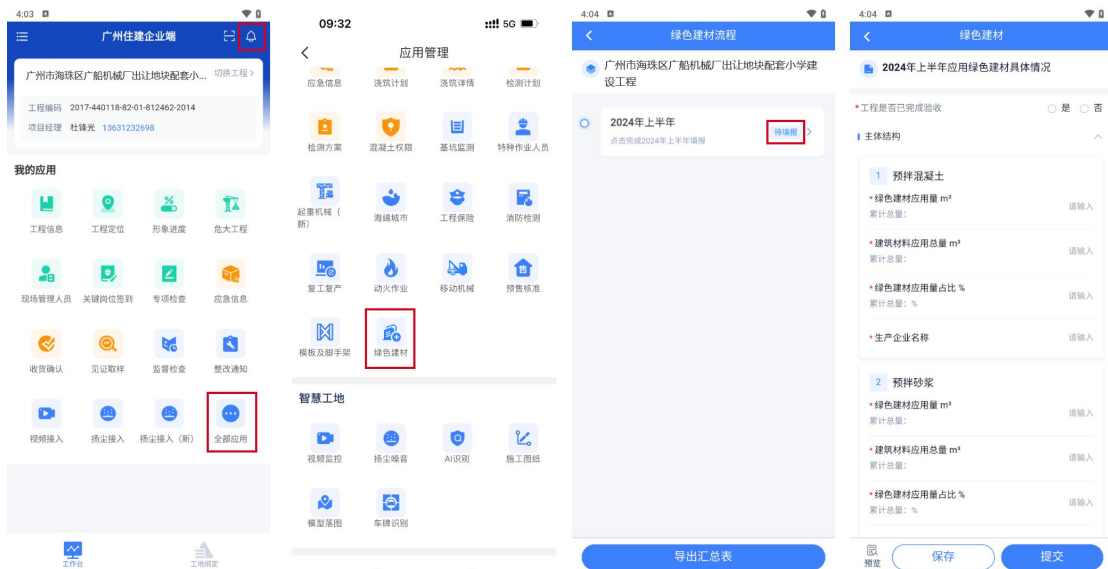 4:03
广州住建企业端
广州市海珠区广船机械厂出让地块配套小...
切换工程>
工程编码 2017-440118-82-01-812462-2014
项目经理 杜锋光 13631232698
我的应用
工程信息 工程定位 形象进度 危大工程
现场管理人员 关键岗位签到 专项检查 应急信息
收货确认 见证取样 监督检查 整改通知
视频接入 扬尘接入 扬尘接入（新） 全部应用
工作台 工地绑定
09:32 5G
应用管理
应急信息 浇筑计划 浇筑详情 检测计划
检测方案 混凝土权限 基坑监测 特种作业人员
起重机械（
新） 海绵城市 工程保险 消防检测
复工复产 动火作业 移动机械 预售核准
模板及脚手架 绿色建材
智慧工地
视频监控 扬尘噪音 AI识别 施工图纸
模型落图 车牌识别
4:04
绿色建材流程
广州市海珠区广船机械厂出让地块配套小学建
设工程
2024年上半年
点击完成2024年上半年填报
待填报
导出汇总表
4:04
绿色建材
2024年上半年应用绿色建材具体情况
*工程是否已完成验收 是 否
主体结构
1 预拌混凝土
*绿色建材应用量 m³ 请输入
累计总量：
*建筑材料应用总量 m³ 请输入
累计总量：
*绿色建材应用量占比 % 请输入
累计总量：%
*生产企业名称 请输入
2 预拌砂浆
*绿色建材应用量 m³ 请输入
累计总量：
*建筑材料应用总量 m³ 请输入
累计总量：
*绿色建材应用量占比 % 请输入
累计总量：%
预览 保存 提交